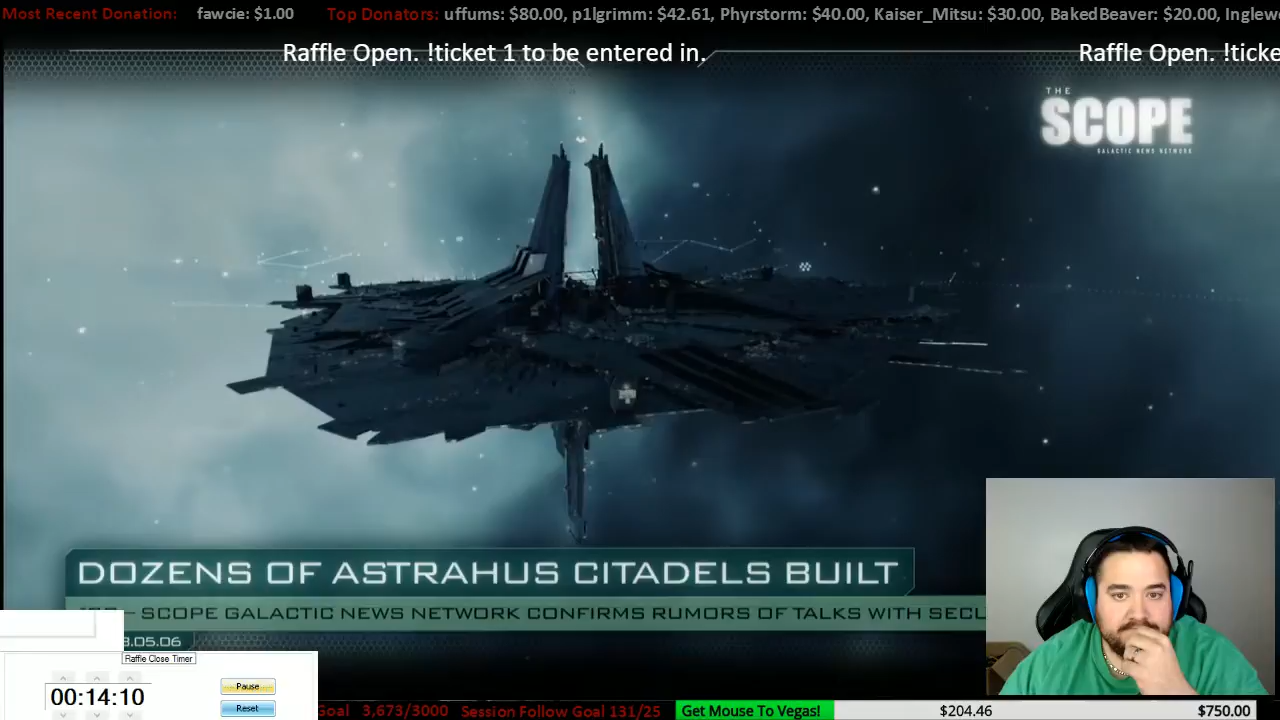 Most Recent Donation: fawcie: $1.00 Top Donators: uffums: $80.00, p1lgrimm: $42.61, Phyrstorm: $40.00, Kaiser_Mitsu: $30.00, BakedBeaver: $20.00, Inglew
Raffle Open. !ticket 1 to be entered in. Raffle Open. !ticke
THE
SCOPE
GALACTIC NEWS NETWORK
DOZENS OF ASTRAHUS CITADELS BUILT
— SCOPE GALACTIC NEWS NETWORK CONFIRMS RUMORS OF TALKS WITH SECU
.05.06
Raffle Close Timer
00:14:10
Pause
Reset
Goal 3,673/3000 Session Follow Goal 131/25 Get Mouse To Vegas! $204.46 $750.00